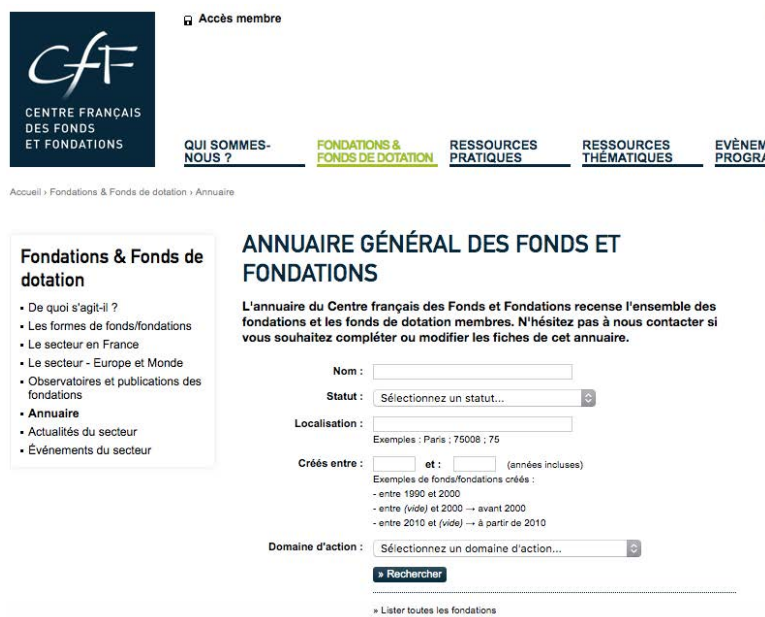 Accès membre
CfF
CENTRE FRANÇAIS
DES FONDS
ET FONDATIONS
QUI SOMMES-
NOUS ?
FONDATIONS &
FONDS DE DOTATION
RESSOURCES
PRATIQUES
RESSOURCES
THÉMATIQUES
EVÈNEM
PROGRA
Accueil › Fondations & Fonds de dotation › Annuaire
Fondations & Fonds de
dotation
▪ De quoi s'agit-il ?
▪ Les formes de fonds/fondations
▪ Le secteur en France
▪ Le secteur - Europe et Monde
▪ Observatoires et publications des
fondations
▪ Annuaire
▪ Actualités du secteur
▪ Événements du secteur
ANNUAIRE GÉNÉRAL DES FONDS ET
FONDATIONS
L'annuaire du Centre français des Fonds et Fondations recense l'ensemble des
fondations et les fonds de dotation membres. N'hésitez pas à nous contacter si
vous souhaitez compléter ou modifier les fiches de cet annuaire.
Nom :
Statut : Sélectionnez un statut...
Localisation :
Exemples : Paris ; 75008 ; 75
Créés entre : et : (années incluses)
Exemples de fonds/fondations créés :
- entre 1990 et 2000
- entre (vide) et 2000 → avant 2000
- entre 2010 et (vide) → à partir de 2010
Domaine d'action : Sélectionnez un domaine d'action...
» Rechercher
» Lister toutes les fondations